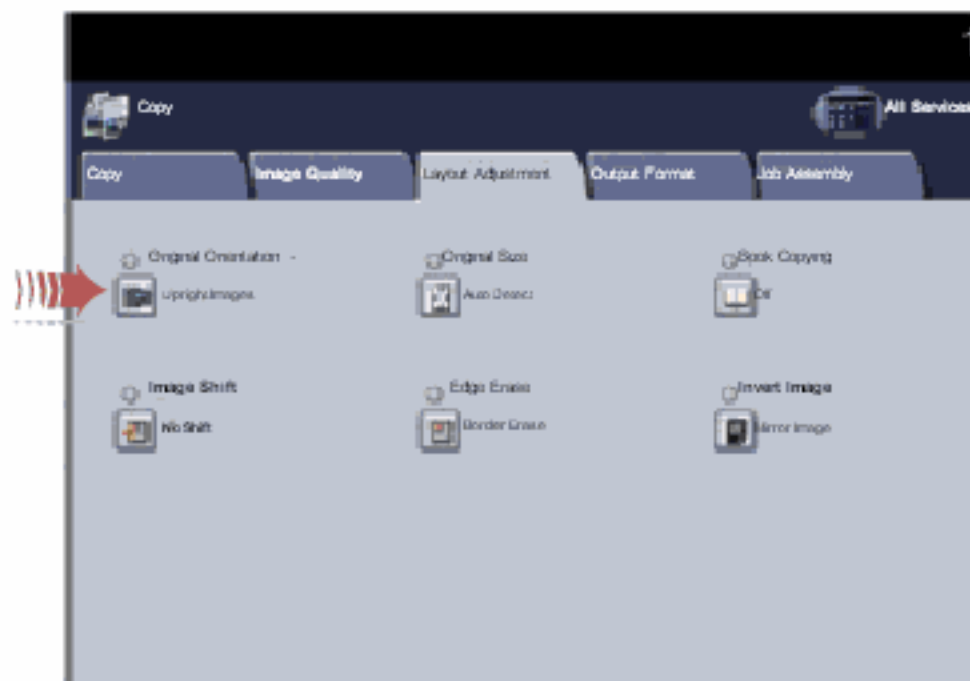 Copy
All Services
Copy
Image Quality
Layout Adjustment
Output Format
Job Assembly
Original Orientation -
Original Size
Book Copying
Upright Images
Auto Detect
Off
Image Shift
Edge Erase
Invert Image
No Shift
Border Erase
Mirror Image